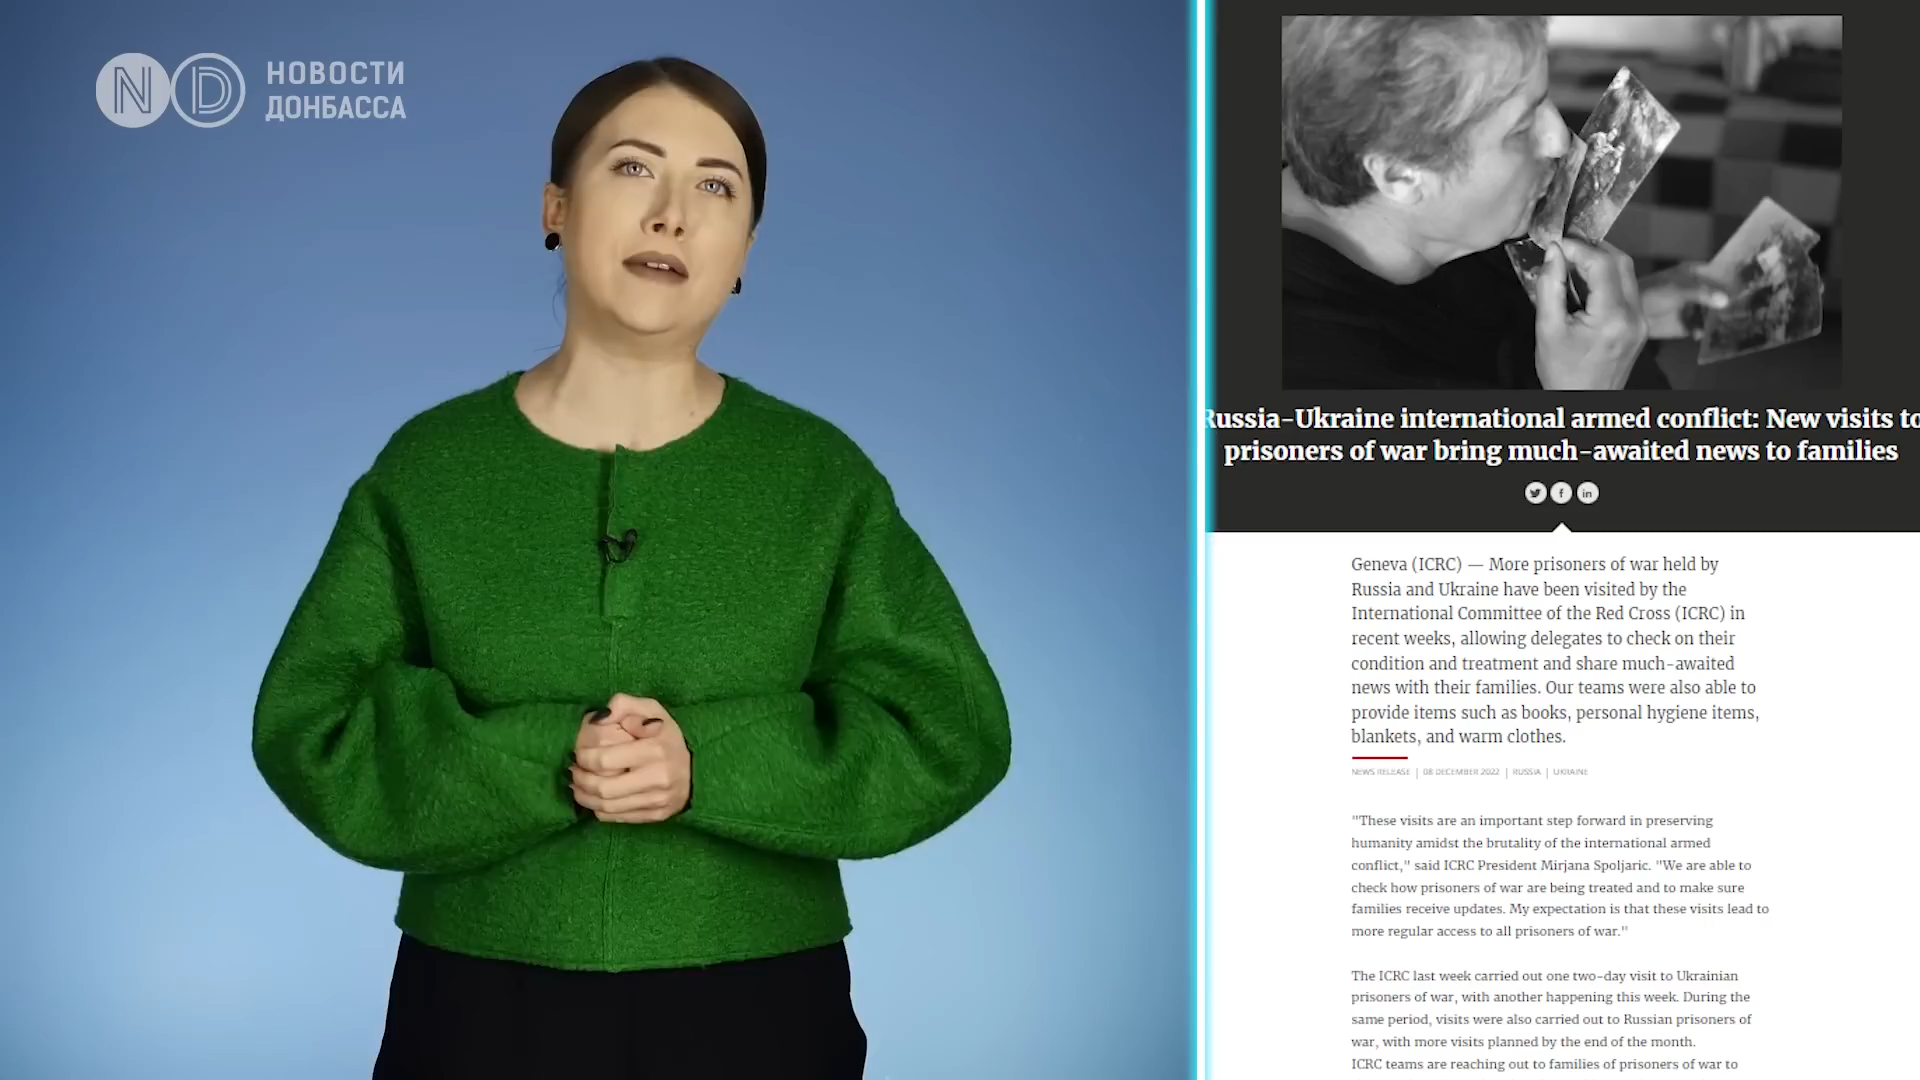 НОВОСТИ
ДОНБАССА
Russia-Ukraine international armed conflict: New visits to
prisoners of war bring much-awaited news to families
Geneva (ICRC) — More prisoners of war held by
Russia and Ukraine have been visited by the
International Committee of the Red Cross (ICRC) in
recent weeks, allowing delegates to check on their
condition and treatment and share much-awaited
news with their families. Our teams were also able to
provide items such as books, personal hygiene items,
blankets, and warm clothes.
NEWS RELEASE | 08 DECEMBER 2022 | RUSSIA | UKRAINE
"These visits are an important step forward in preserving
humanity amidst the brutality of the international armed
conflict," said ICRC President Mirjana Spoljaric. "We are able to
check how prisoners of war are being treated and to make sure
families receive updates. My expectation is that these visits lead to
more regular access to all prisoners of war."
The ICRC last week carried out one two-day visit to Ukrainian
prisoners of war, with another happening this week. During the
same period, visits were also carried out to Russian prisoners of
war, with more visits planned by the end of the month.
ICRC teams are reaching out to families of prisoners of war to